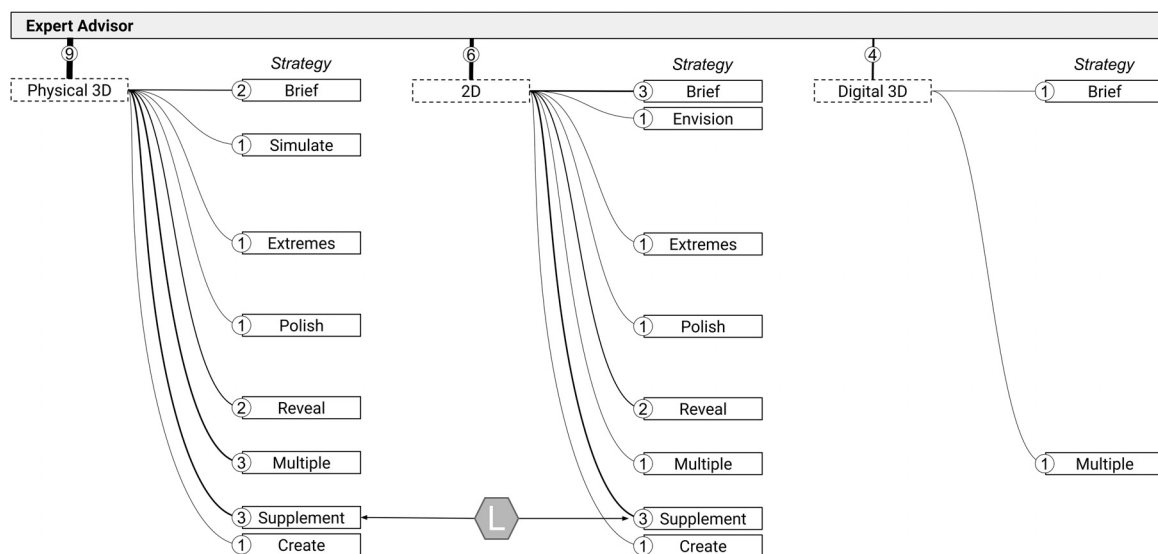 Expert Advisor
9
6
4
Strategy
Strategy
Strategy
Physical 3D
2 Brief
2D
3 Brief
Digital 3D
1 Brief
1 Envision
1 Simulate
1 Extremes
1 Extremes
1 Polish
1 Polish
2 Reveal
2 Reveal
3 Multiple
1 Multiple
1 Multiple
3 Supplement
L
3 Supplement
1 Create
1 Create